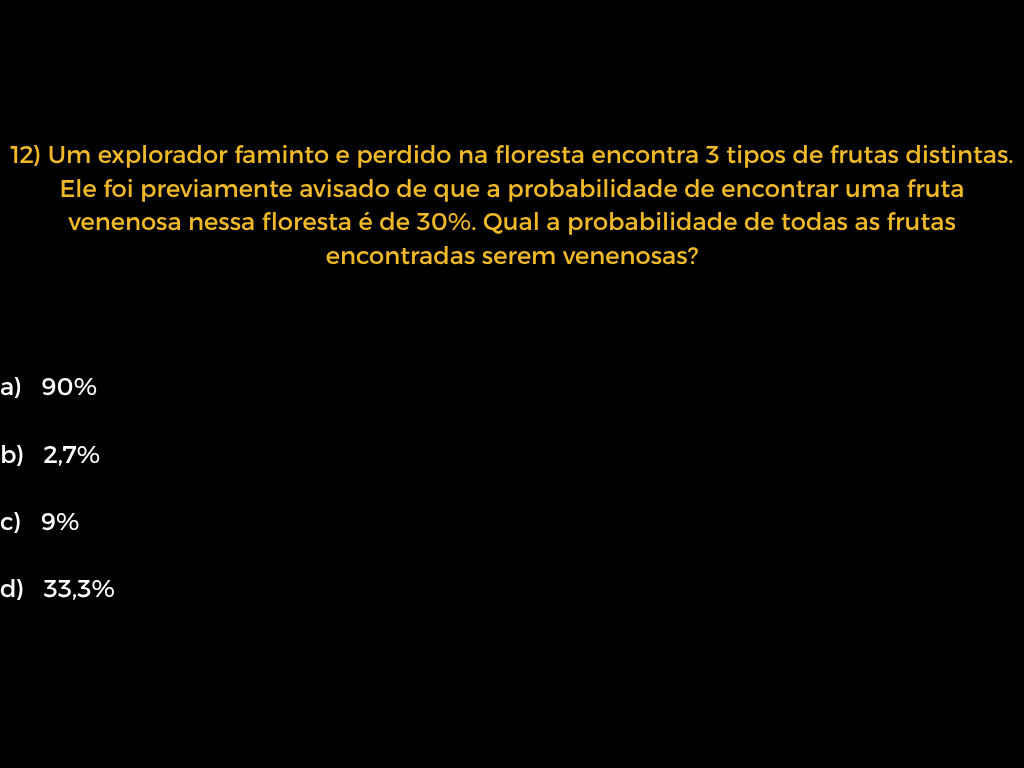 12) Um explorador faminto e perdido na floresta encontra 3 tipos de frutas distintas.
Ele foi previamente avisado de que a probabilidade de encontrar uma fruta
venenosa nessa floresta é de 30%. Qual a probabilidade de todas as frutas
encontradas serem venenosas?
a) 90%
b) 2,7%
c) 9%
d) 33,3%